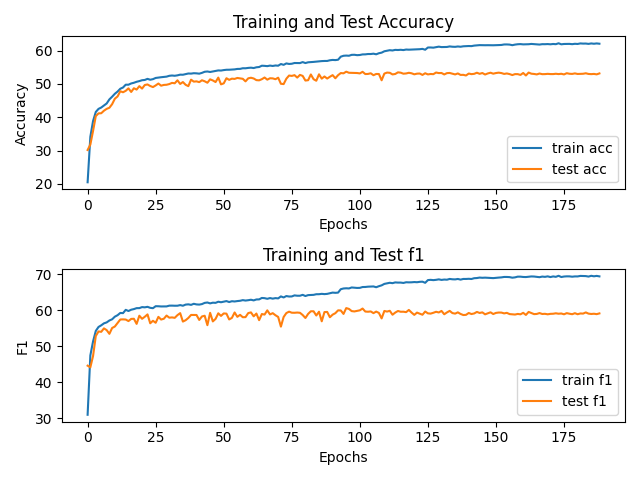 Training and Test Accuracy
60
50
40
30
20
Accuracy
train acc
test acc
0 25 50 75 100 125 150 175
Epochs
Training and Test f1
70
60
50
40
30
F1
train f1
test f1
0 25 50 75 100 125 150 175
Epochs